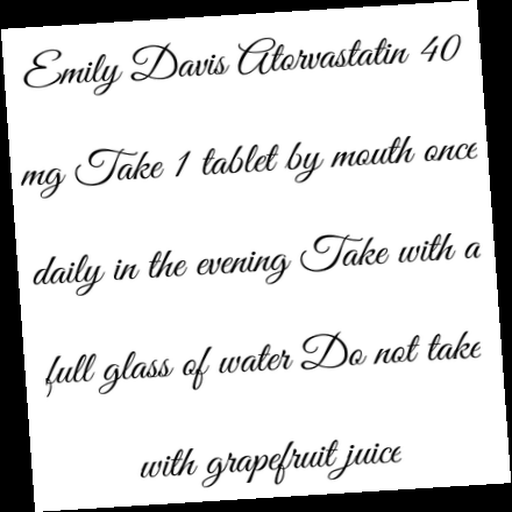 Emily Davis Atorvastatin 40
mg Take 1 tablet by mouth once
daily in the evening Take with a
full glass of water Do not take
with grapefruit juice